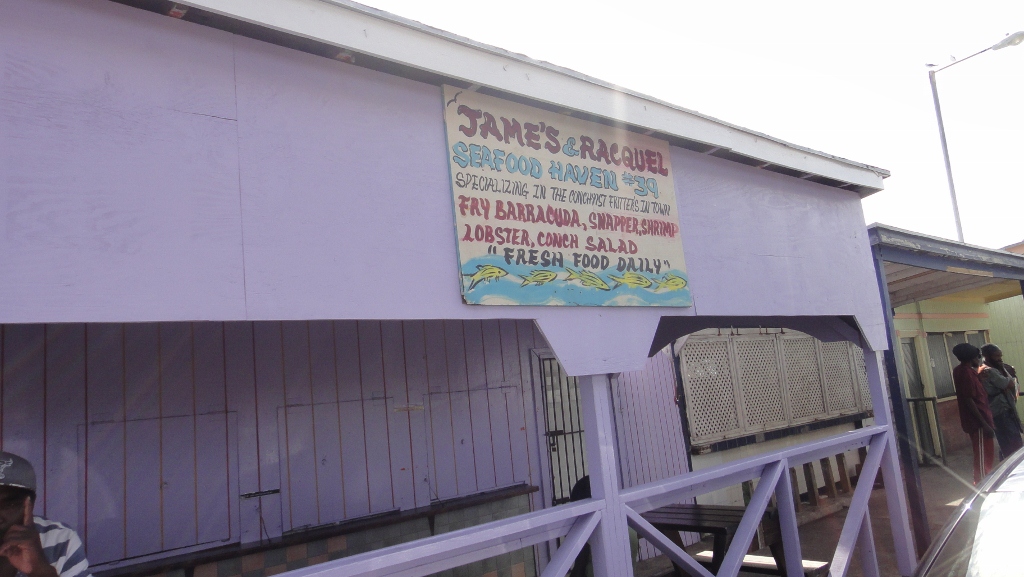 JAME'S & RACQUEL
SEAFOOD HAVEN #39
SPECIALIZING IN THE CONCHYIST FRITTERS IN TOWN
FRY BARRACUDA, SNAPPER, SHRIMP
LOBSTER, CONCH SALAD
"FRESH FOOD DAILY"